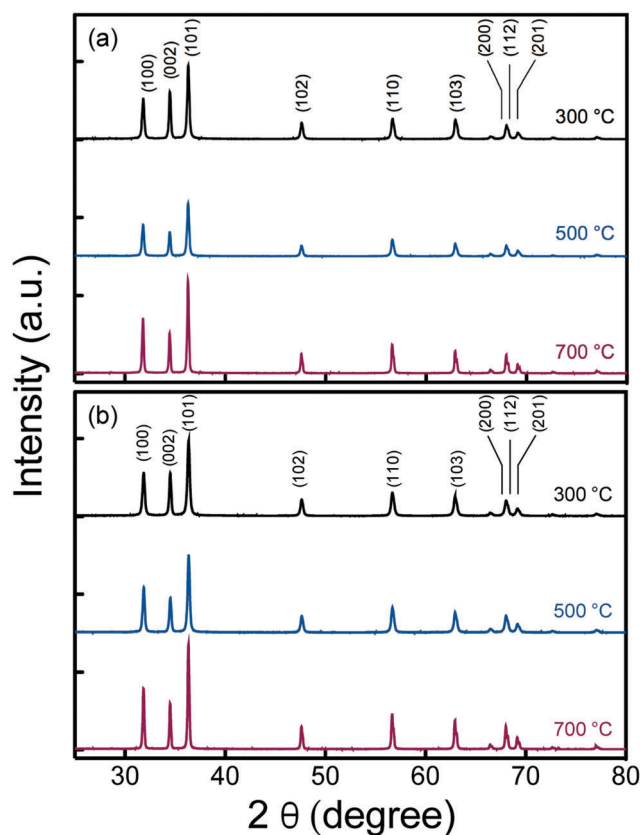 (a)
(100)
(002)
(101)
(102)
(110)
(103)
(200)
(112)
(201)
300 °C
500 °C
700 °C
(b)
(100)
(002)
(101)
(102)
(110)
(103)
(200)
(112)
(201)
300 °C
500 °C
700 °C
Intensity (a.u.)
30 40 50 60 70 80
2 θ (degree)